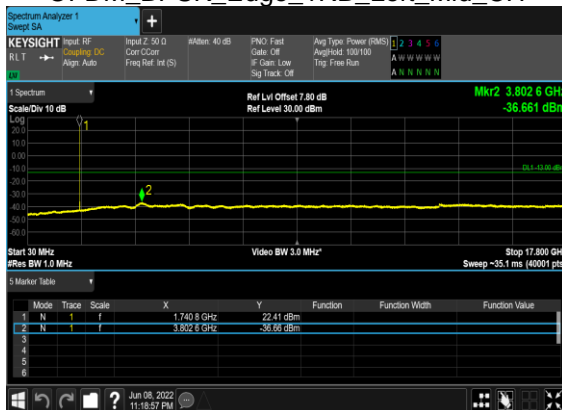 Spectrum Analyzer 1
Swept SA
KEYSIGHT Input: RF Input Z: 50 Ω #Atten: 40 dB PNO: Fast Avg Type: Power (RMS) 1 2 3 4 5 6
RLT Coupling: DC Corr CCorr Gate: Off Avg|Hold: 100/100 A W W W W W
Align: Auto Freq Ref: Int (S) IF Gain: Low Trig: Free Run
Sig Track: Off A N N N N N
1 Spectrum Ref Lvl Offset 7.80 dB Mkr2 3.802 6 GHz
Scale/Div 10 dB Ref Level 30.00 dBm -36.661 dBm
Log
20.0
10.0
0.00
-10.0
-20.0
-30.0
-40.0
-50.0
-60.0
1
2
DL1 -13.00 dBm
Start 30 MHz Video BW 3.0 MHz* Stop 17.800 GHz
#Res BW 1.0 MHz Sweep ~35.1 ms (40001 pts)
5 Marker Table
Mode Trace Scale X Y Function Function Width Function Value
1 N 1 f 1.740 8 GHz 22.41 dBm
2 N 1 f 3.802 6 GHz -36.66 dBm
3
4
5
6
? Jun 08, 2022
11:18:57 PM